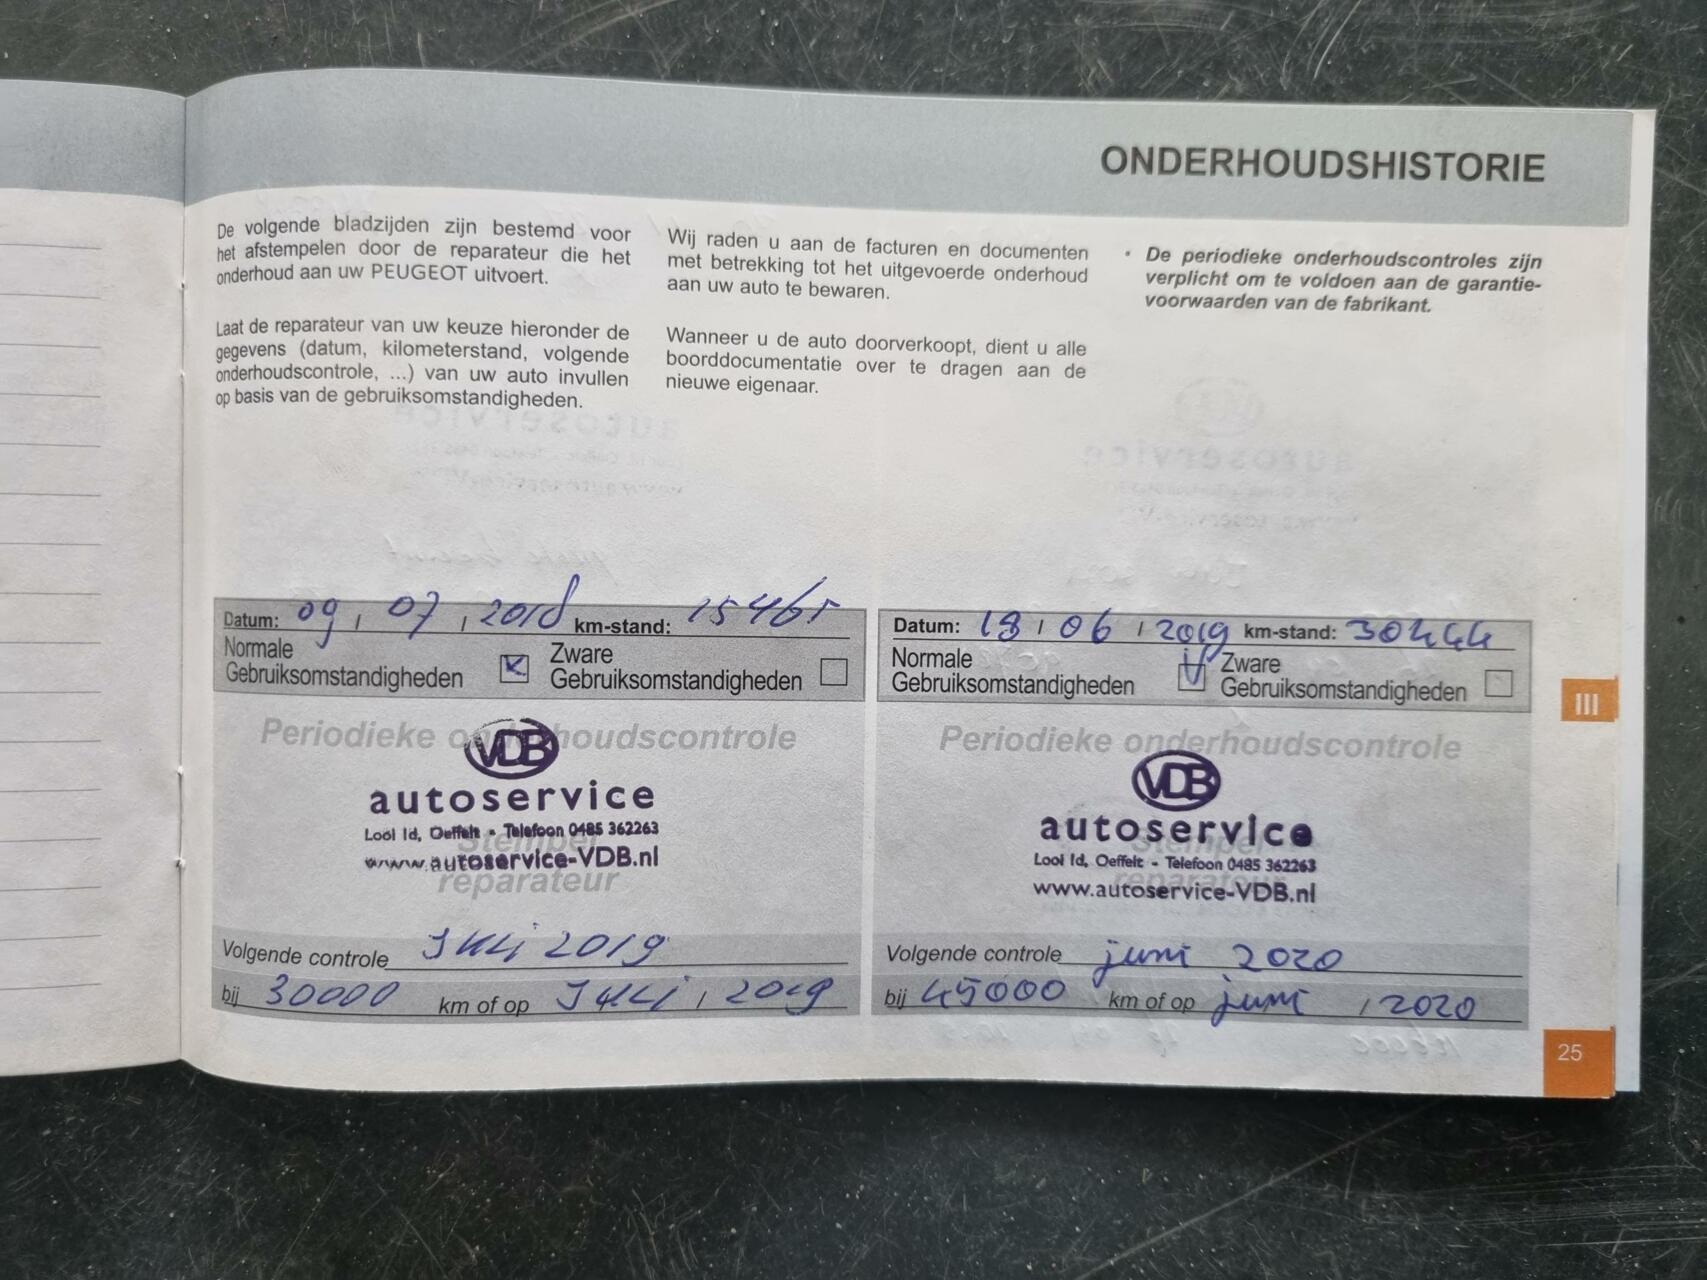 ONDERHOUDSHISTORIE
De volgende bladzijden zijn bestemd voor
het afstempelen door de reparateur die het
onderhoud aan uw PEUGEOT uitvoert.
Laat de reparateur van uw keuze hieronder de
gegevens (datum, kilometerstand, volgende
onderhoudscontrole, ...) van uw auto invullen
op basis van de gebruiksomstandigheden.
Wij raden u aan de facturen en documenten
met betrekking tot het uitgevoerde onderhoud
aan uw auto te bewaren.
Wanneer u de auto doorverkoopt, dient u alle
boorddocumentatie over te dragen aan de
nieuwe eigenaar.
• De periodieke onderhoudscontroles zijn
verplicht om te voldoen aan de garantie-
voorwaarden van de fabrikant.
Datum: 09 / 07 / 2018 km-stand:
Normale
Gebruiksomstandigheden
Zware
Gebruiksomstandigheden
Periodieke onderhoudscontrole
VDB
autoservice
Looi 1d, Oeffelt - Telefoon 0485 362263
Stempel
www.autoservice-VDB.nl
reparateur
Volgende controle Juli 2019
bij 30000 km of op Juli / 2019
Datum: / 06 / 2019 km-stand: 30444
Normale
Gebruiksomstandigheden
Zware
Gebruiksomstandigheden
Periodieke onderhoudscontrole
VDB
autoservice
Stempel
Looi 1d, Oeffelt - Telefoon 0485 362263
reparateur
www.autoservice-VDB.nl
Volgende controle juni 2020
bij 45000 km of op juni / 2020
III
25